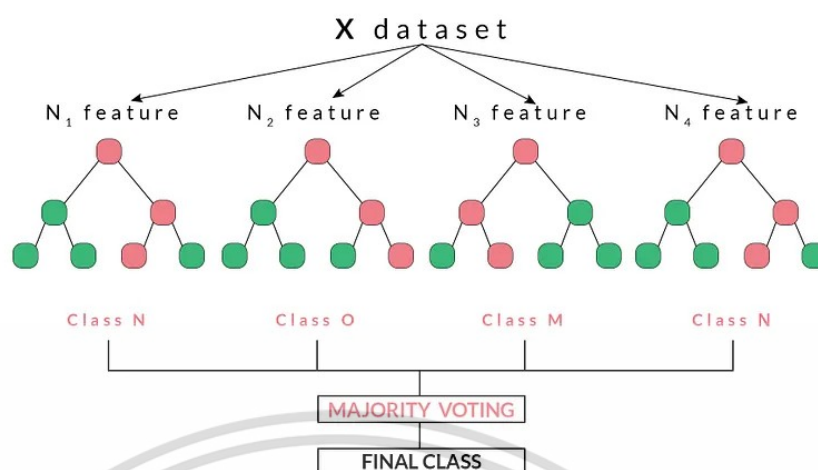 X dataset
N₁ feature
N₂ feature
N₃ feature
N₄ feature
Class N
Class O
Class M
Class N
MAJORITY VOTING
FINAL CLASS